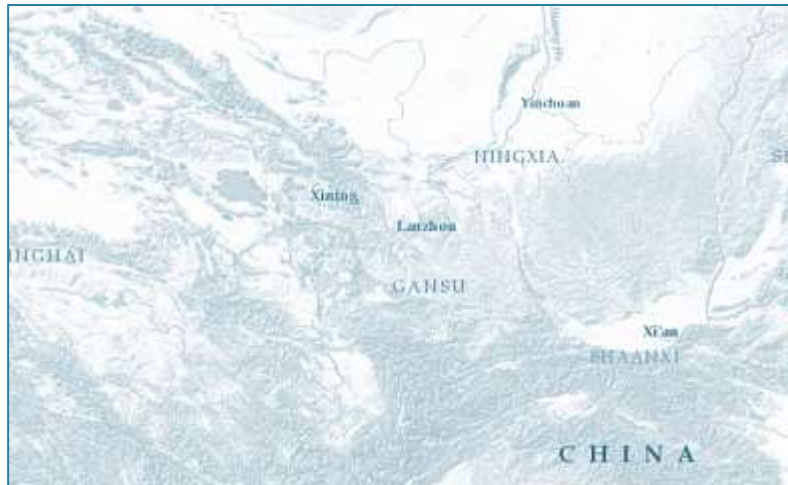 Yinchuan
NINGXIA
Xining
Lanzhou
INGHAI
GANSU
Xi'an
SHAANXI
CHINA